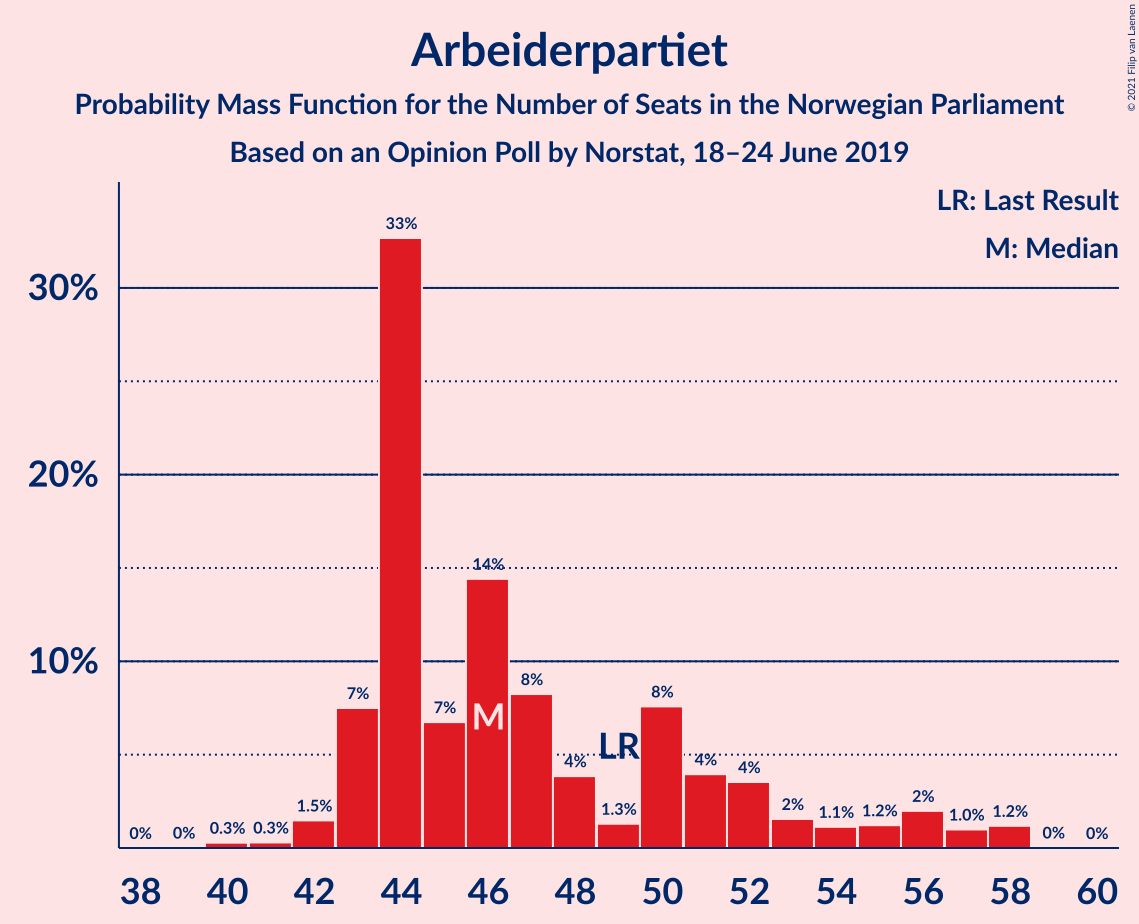 Arbeiderpartiet
Probability Mass Function for the Number of Seats in the Norwegian Parliament
Based on an Opinion Poll by Norstat, 18–24 June 2019
© 2021 Filip van Laenen
LR: Last Result
M: Median
30%
20%
10%
0%
0%
0.3%
0.3%
1.5%
7%
33%
7%
14%
8%
4%
1.3%
8%
4%
4%
2%
1.1%
1.2%
2%
1.0%
1.2%
0%
0%
M
LR
38 40 42 44 46 48 50 52 54 56 58 60